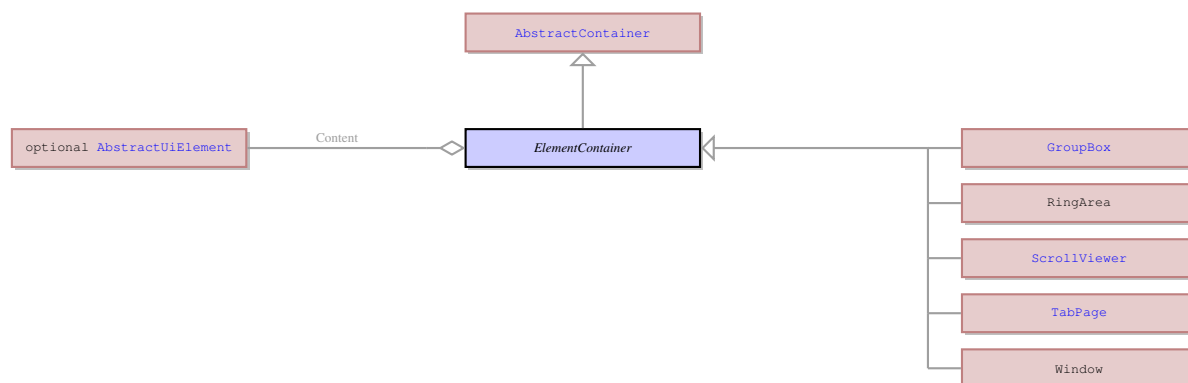 AbstractContainer
Content
optional AbstractUiElement
ElementContainer
GroupBox
RingArea
ScrollViewer
TabPage
Window